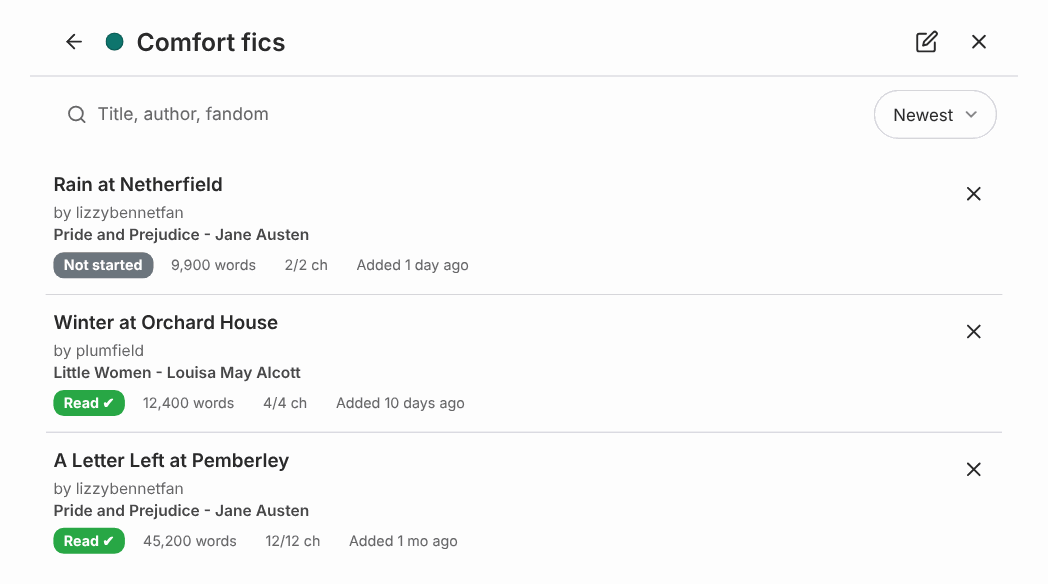 Comfort fics
Title, author, fandom
Newest
Rain at Netherfield
by lizzybennetfan
Pride and Prejudice - Jane Austen
Not started 9,900 words 2/2 ch Added 1 day ago
Winter at Orchard House
by plumfield
Little Women - Louisa May Alcott
Read ✔ 12,400 words 4/4 ch Added 10 days ago
A Letter Left at Pemberley
by lizzybennetfan
Pride and Prejudice - Jane Austen
Read ✔ 45,200 words 12/12 ch Added 1 mo ago